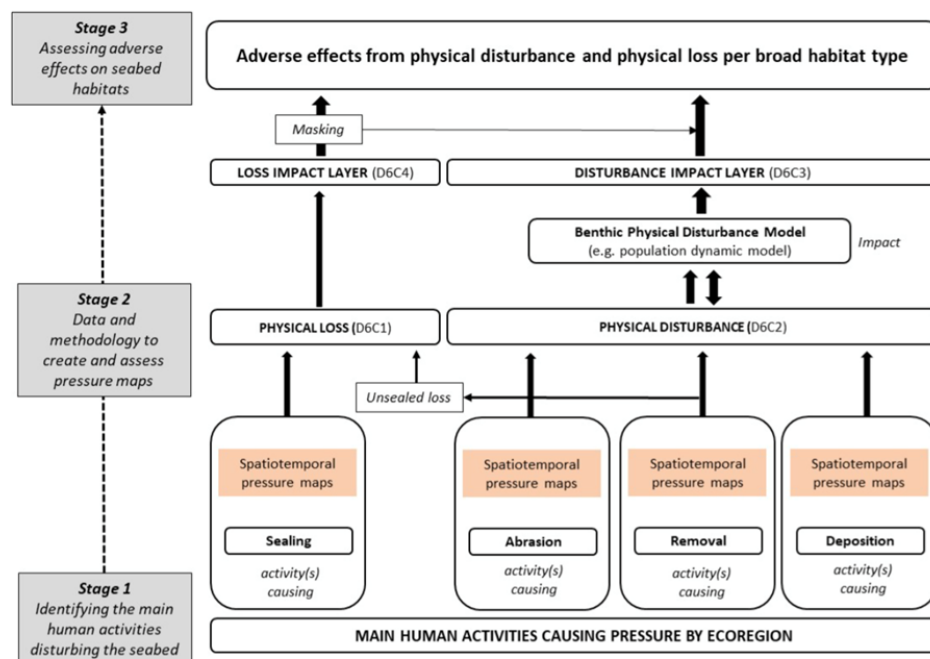 Stage 3
Assessing adverse
effects on seabed
habitats
Adverse effects from physical disturbance and physical loss per broad habitat type
Masking
LOSS IMPACT LAYER (D6C4)
DISTURBANCE IMPACT LAYER (D6C3)
Benthic Physical Disturbance Model
(e.g. population dynamic model)
Impact
Stage 2
Data and
methodology to
create and assess
pressure maps
PHYSICAL LOSS (D6C1)
PHYSICAL DISTURBANCE (D6C2)
Unsealed loss
Spatiotemporal
pressure maps
Sealing
activity(s)
causing
Spatiotemporal
pressure maps
Abrasion
activity(s)
causing
Spatiotemporal
pressure maps
Removal
activity(s)
causing
Spatiotemporal
pressure maps
Deposition
activity(s)
causing
Stage 1
Identifying the main
human activities
disturbing the seabed
MAIN HUMAN ACTIVITIES CAUSING PRESSURE BY ECOREGION